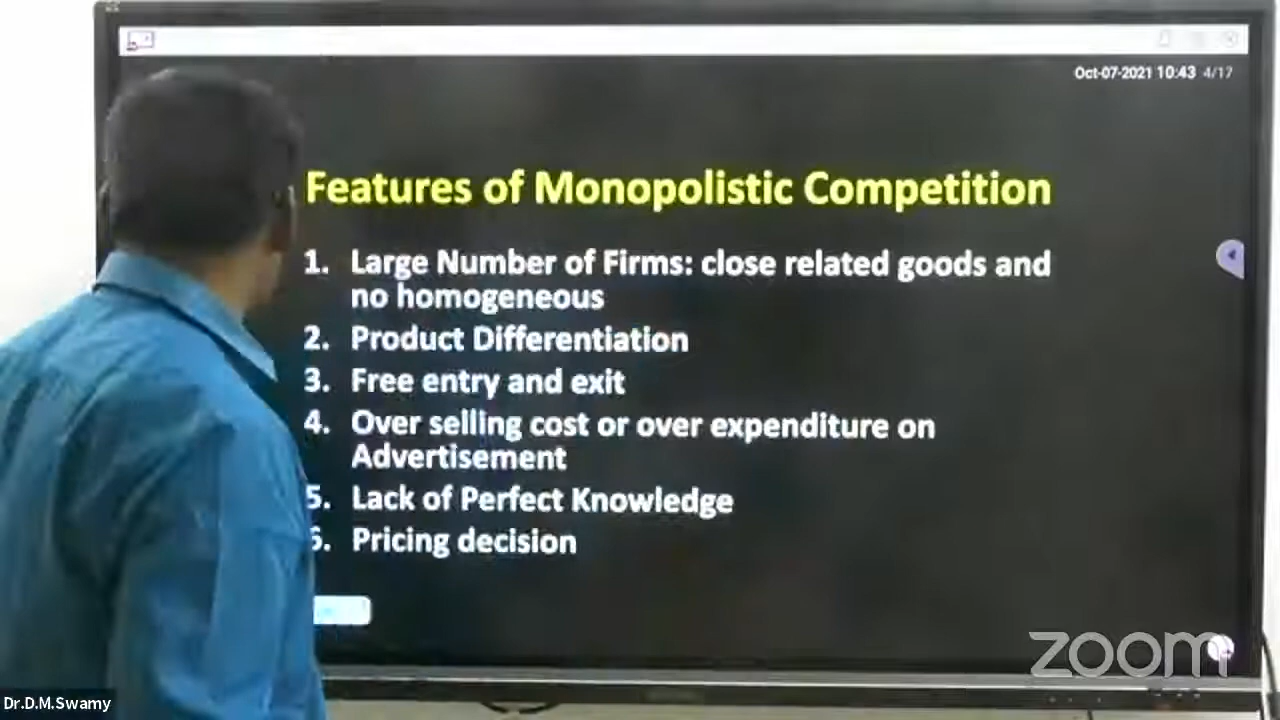 Oct-07-2021 10:43 4/17
Features of Monopolistic Competition
1. Large Number of Firms: close related goods and
no homogeneous
2. Product Differentiation
3. Free entry and exit
4. Over selling cost or over expenditure on
Advertisement
5. Lack of Perfect Knowledge
6. Pricing decision
zoom
Dr.D.M.Swamy